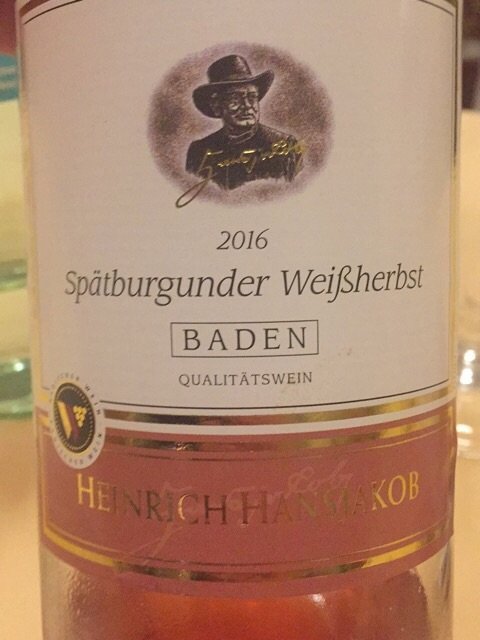 2016
Spätburgunder Weißherbst
BADEN
QUALITÄTSWEIN
HEINRICH HANSJAKOB